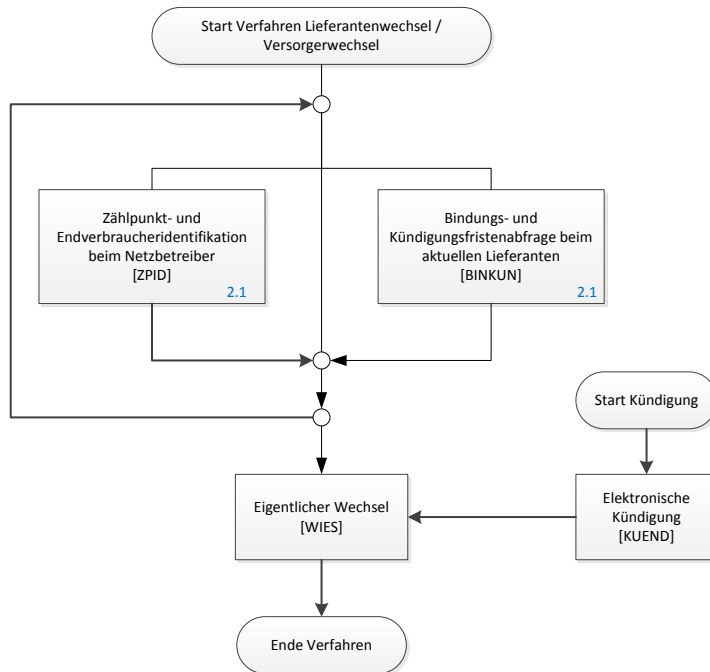 Start Verfahren Lieferantenwechsel /
Versorgerwechsel
Zählpunkt- und
Endverbraucheridentifikation
beim Netzbetreiber
[ZPID]
2.1
Bindungs- und
Kündigungsfristenabfrage beim
aktuellen Lieferanten
[BINKUN]
2.1
Start Kündigung
Eigentlicher Wechsel
[WIES]
Elektronische
Kündigung
[KUEND]
Ende Verfahren